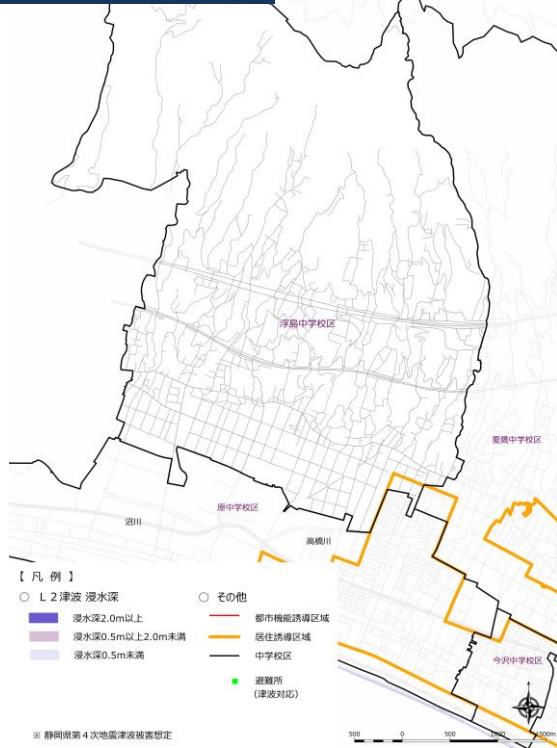 浮島中学校区
愛鷹中学校区
原中学校区
沼川
高橋川
今沢中学校区
【 凡 例 】
○ L2津波 浸水深
浸水深2.0m以上
浸水深0.5m以上2.0m未満
浸水深0.5m未満
○ その他
都市機能誘導区域
居住誘導区域
中学校区
避難所
(津波対応)
※ 静岡県第4次地震津波被害想定
500 0 500 1000 1500m